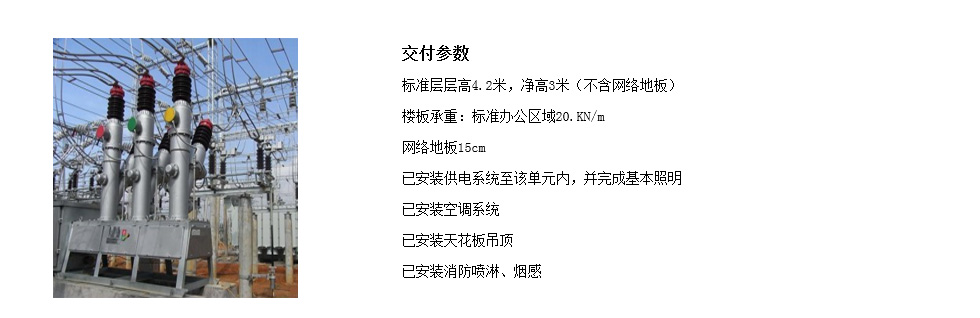 交付参数
标准层层高4.2米，净高3米（不含网络地板）
楼板承重：标准办公区域20.KN/m
网络地板15cm
已安装供电系统至该单元内，并完成基本照明
已安装空调系统
已安装天花板吊顶
已安装消防喷淋、烟感